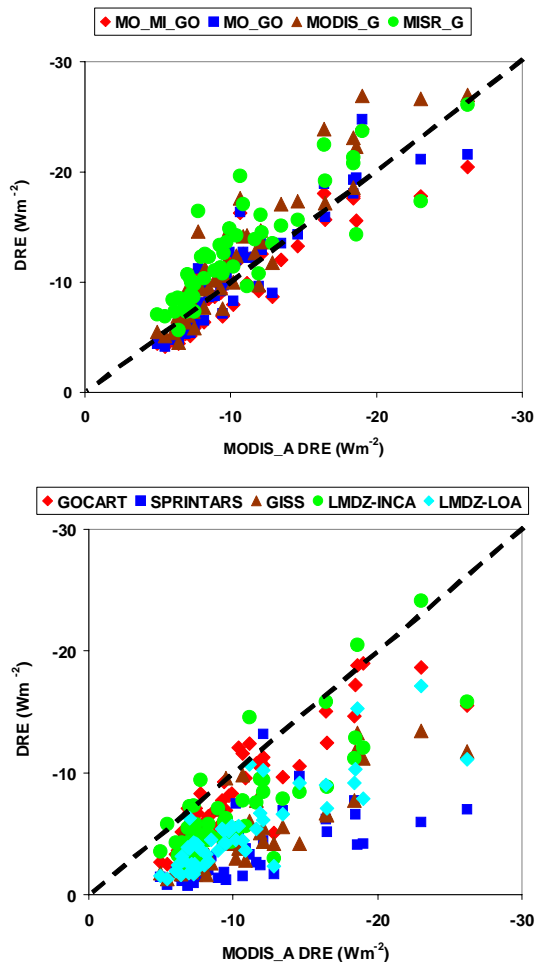 MO_MI_GO MO_GO MODIS_G MISR_G
-30
-20
-10
0
DRE (Wm-2)
0 -10 -20 -30
MODIS_A DRE (Wm-2)
GOCART SPRINTARS GISS LMDZ-INCA LMDZ-LOA
-30
-20
-10
0
DRE (Wm-2)
0 -10 -20 -30
MODIS_A DRE (Wm-2)